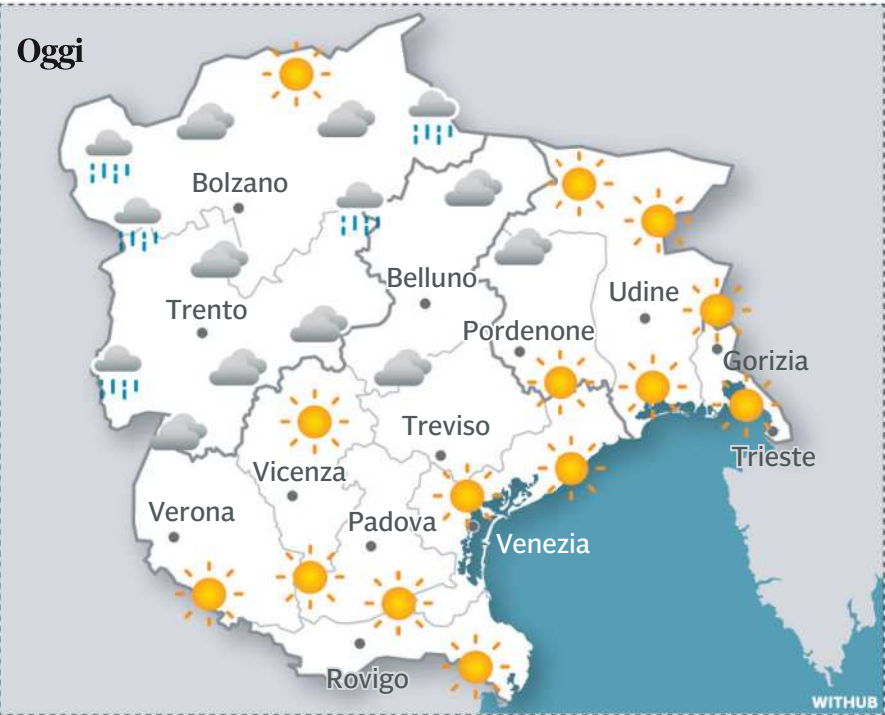 Oggi
Bolzano
Belluno
Udine
Trento
Pordenone
Gorizia
Treviso
Trieste
Vicenza
Verona
Padova
Venezia
Rovigo
WITHUB